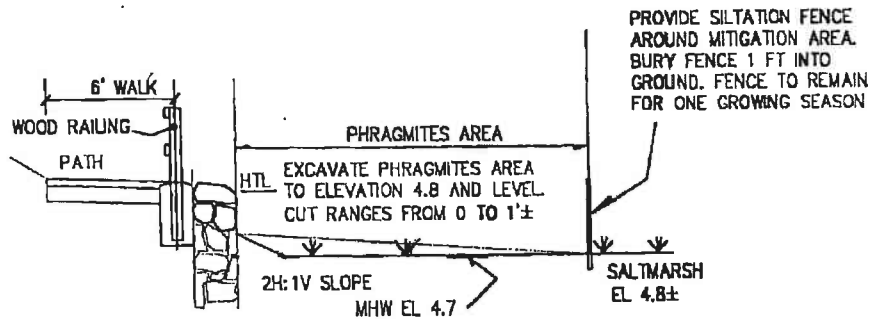 PROVIDE SILTATION FENCE
AROUND MITIGATION AREA.
BURY FENCE 1 FT INTO
GROUND. FENCE TO REMAIN
FOR ONE GROWING SEASON
6' WALK
WOOD RAILING
PATH
PHRAGMITES AREA
HTL
EXCAVATE PHRAGMITES AREA
TO ELEVATION 4.8 AND LEVEL.
CUT RANGES FROM 0 TO 1'±
2H:1V SLOPE
MHW EL 4.7
SALTMARSH
EL 4.8±